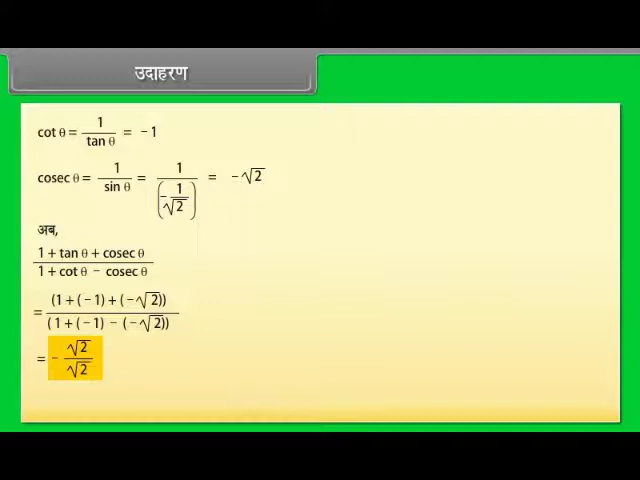 उदाहरण
cot θ = 1/tan θ = −1
cosec θ = 1/sin θ = 1/(−1/√2) = −√2
अब,
1 + tan θ + cosec θ
1 + cot θ − cosec θ
= (1 + (−1) + (−√2))
(1 + (−1) − (−√2))
= − √2/√2